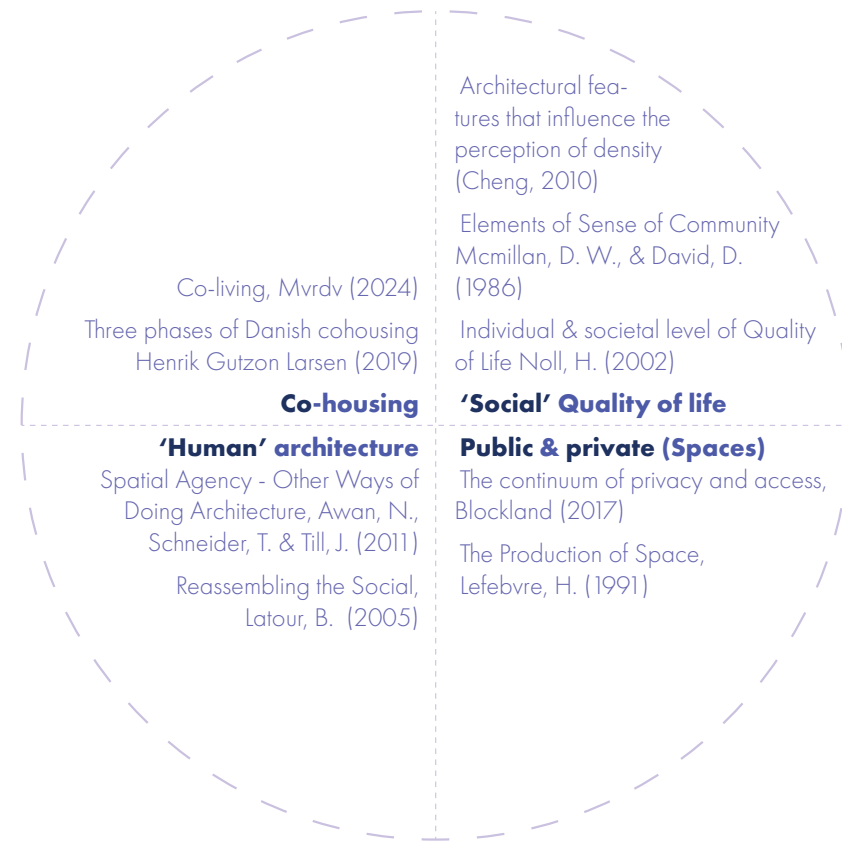 Co-living, Mvrdv (2024)
Three phases of Danish cohousing
Henrik Gutzon Larsen (2019)
Co-housing
Architectural fea-
tures that influence the
perception of density
(Cheng, 2010)
Elements of Sense of Community
Mcmillan, D. W., & David, D.
(1986)
Individual & societal level of Quality
of Life Noll, H. (2002)
‘Social’ Quality of life
‘Human’ architecture
Spatial Agency - Other Ways of
Doing Architecture, Awan, N.,
Schneider, T. & Till, J. (2011)
Reassembling the Social,
Latour, B. (2005)
Public & private (Spaces)
The continuum of privacy and access,
Blockland (2017)
The Production of Space,
Lefebvre, H. (1991)